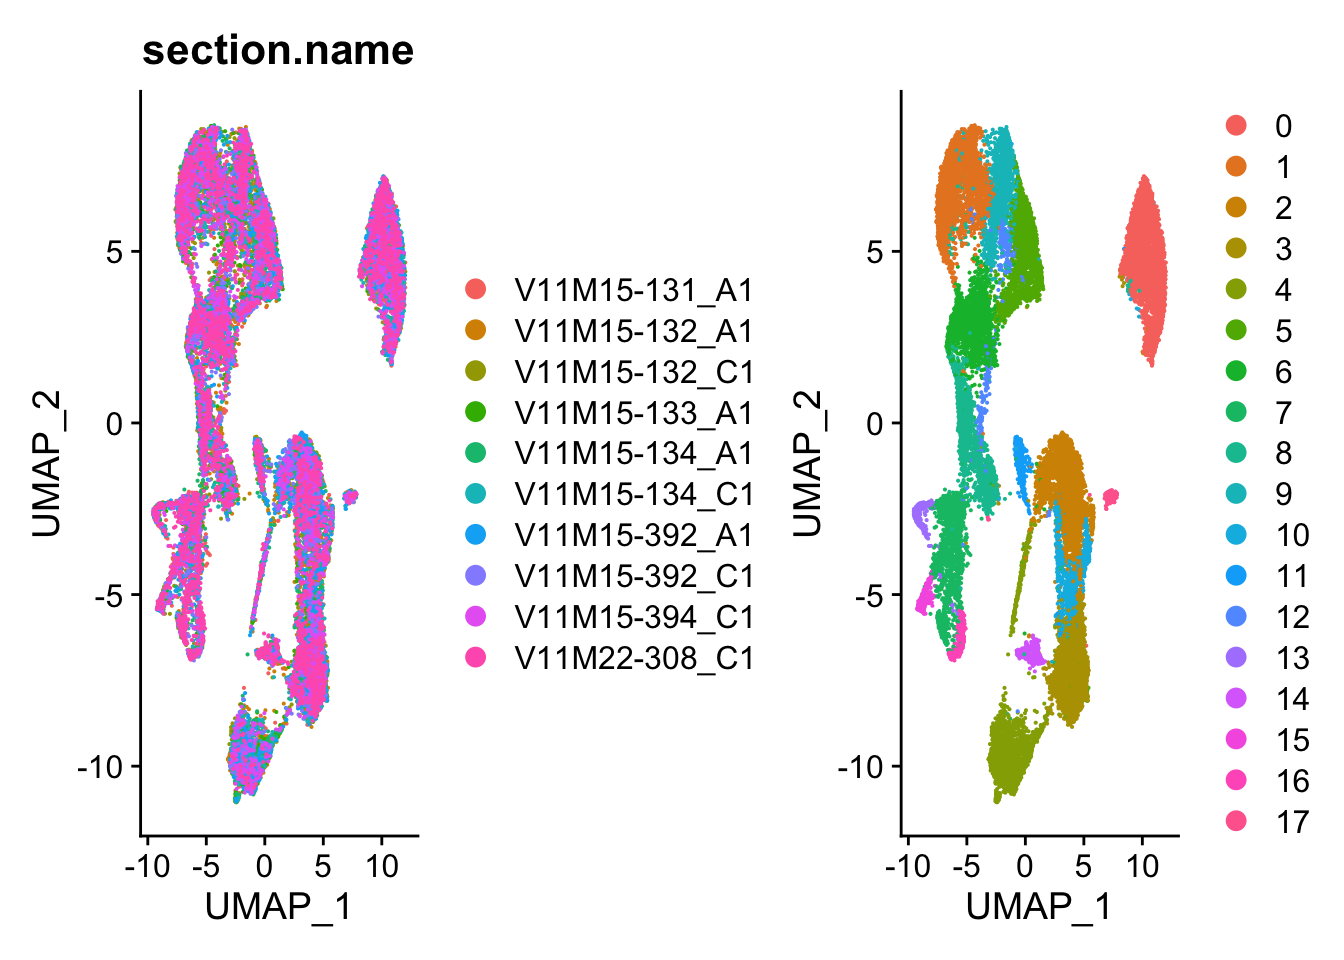 section.name
UMAP_2
5
0
-5
-10
-10 -5 0 5 10
UMAP_1
V11M15-131_A1
V11M15-132_A1
V11M15-132_C1
V11M15-133_A1
V11M15-134_A1
V11M15-134_C1
V11M15-392_A1
V11M15-392_C1
V11M15-394_C1
V11M22-308_C1
UMAP_2
5
0
-5
-10
-10 -5 0 5 10
UMAP_1
0
1
2
3
4
5
6
7
8
9
10
11
12
13
14
15
16
17